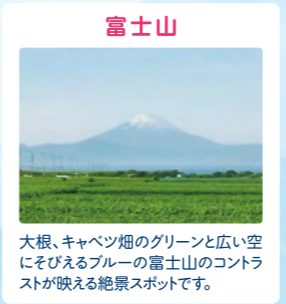 富士山
大根、キャベツ畑のグリーンと広い空
にそびえるブルーの富士山のコントラ
ストが映える絶景スポットです。